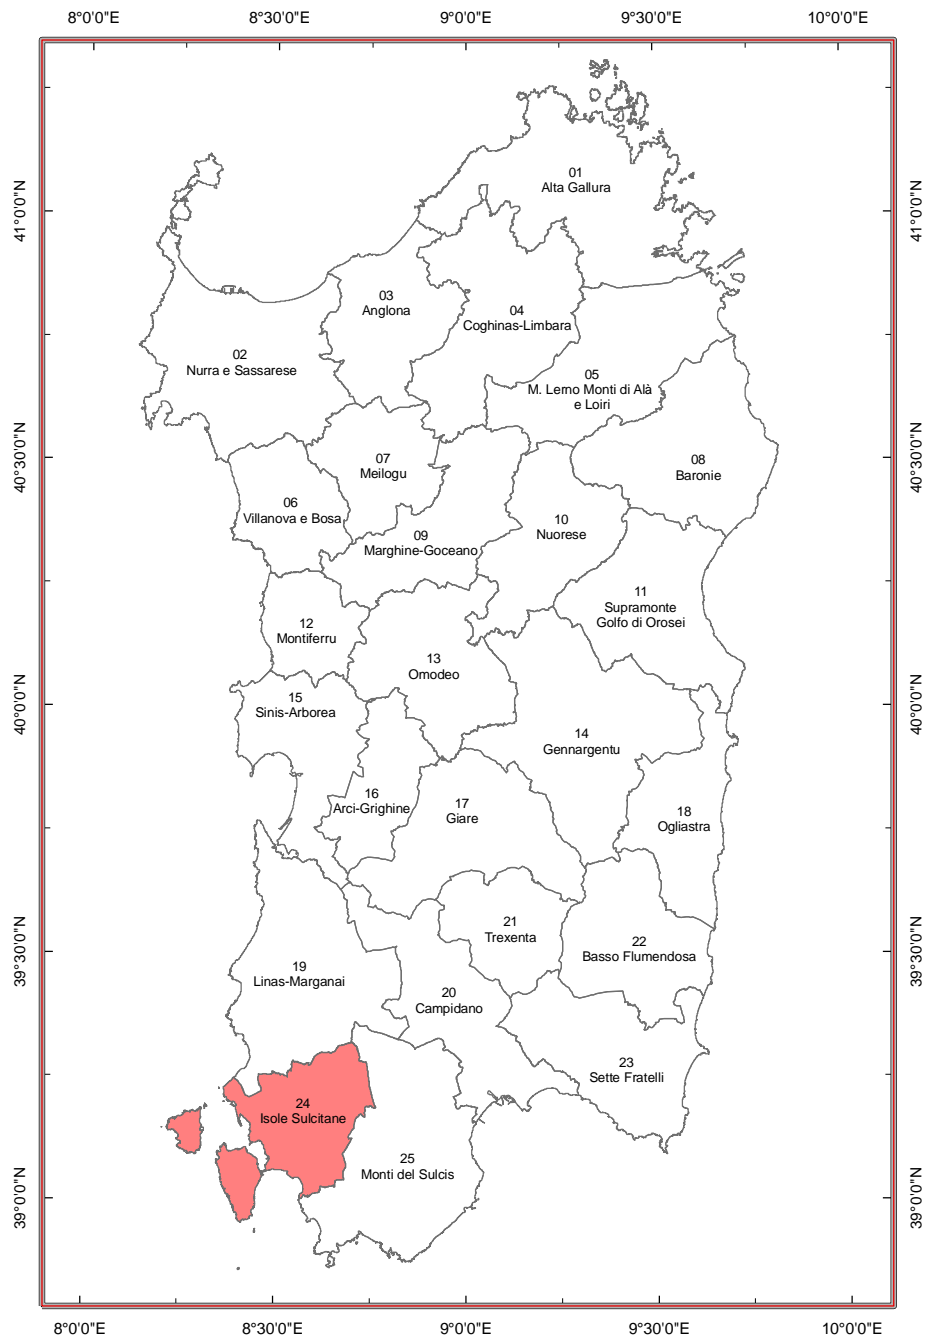 8°0'0"E 8°30'0"E 9°0'0"E 9°30'0"E 10°0'0"E
41°0'0"N
41°0'0"N
01
Alta Gallura
03
Anglona
04
Coghinas-Limbara
02
Nurra e Sassarese
05
M. Lerno Monti di Alà
e Loiri
40°30'0"N
40°30'0"N
07
Meilogu
08
Baronie
06
Villanova e Bosa
10
Nuorese
09
Marghine-Goceano
11
Supramonte
Golfo di Orosei
12
Montiferru
13
Omodeo
40°0'0"N
40°0'0"N
15
Sinis-Arborea
14
Gennargentu
16
Arci-Grighine
17
Giare
18
Ogliastra
21
Trexenta
22
Basso Flumendosa
39°30'0"N
39°30'0"N
19
Linas-Marganai
20
Campidano
23
Sette Fratelli
24
Isole Sulcitane
25
Monti del Sulcis
39°0'0"N
39°0'0"N
8°0'0"E 8°30'0"E 9°0'0"E 9°30'0"E 10°0'0"E